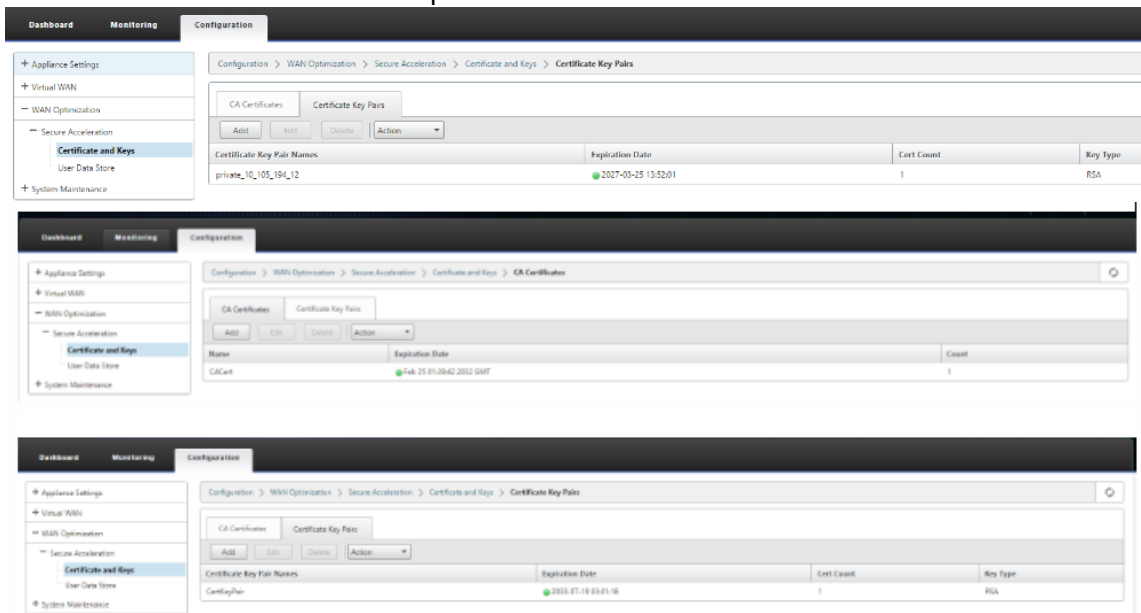 Dashboard Monitoring Configuration
+ Appliance Settings
+ Virtual WAN
− WAN Optimization
− Secure Acceleration
Certificate and Keys
User Data Store
+ System Maintenance
Configuration > WAN Optimization > Secure Acceleration > Certificate and Keys > Certificate Key Pairs
CA Certificates Certificate Key Pairs
Add Edit Delete Action
Certificate Key Pair Names Expiration Date Cert Count Key Type
private_10_105_194_12 2027-03-25 13:52:01 1 RSA
Dashboard Monitoring Configuration
+ Appliance Settings
+ Virtual WAN
− WAN Optimization
− Secure Acceleration
Certificate and Keys
User Data Store
+ System Maintenance
Configuration > WAN Optimization > Secure Acceleration > Certificate and Keys > CA Certificates
CA Certificates Certificate Key Pairs
Add Edit Delete Action
Name Expiration Date Count
CACert Feb 25 2032 GMT 1
Dashboard Monitoring Configuration
+ Appliance Settings
+ Virtual WAN
− WAN Optimization
− Secure Acceleration
Certificate and Keys
User Data Store
+ System Maintenance
Configuration > WAN Optimization > Secure Acceleration > Certificate and Keys > Certificate Key Pairs
CA Certificates Certificate Key Pairs
Add Edit Delete Action
Certificate Key Pair Names Expiration Date Cert Count Key Type
CertKeyPair 1 RSA